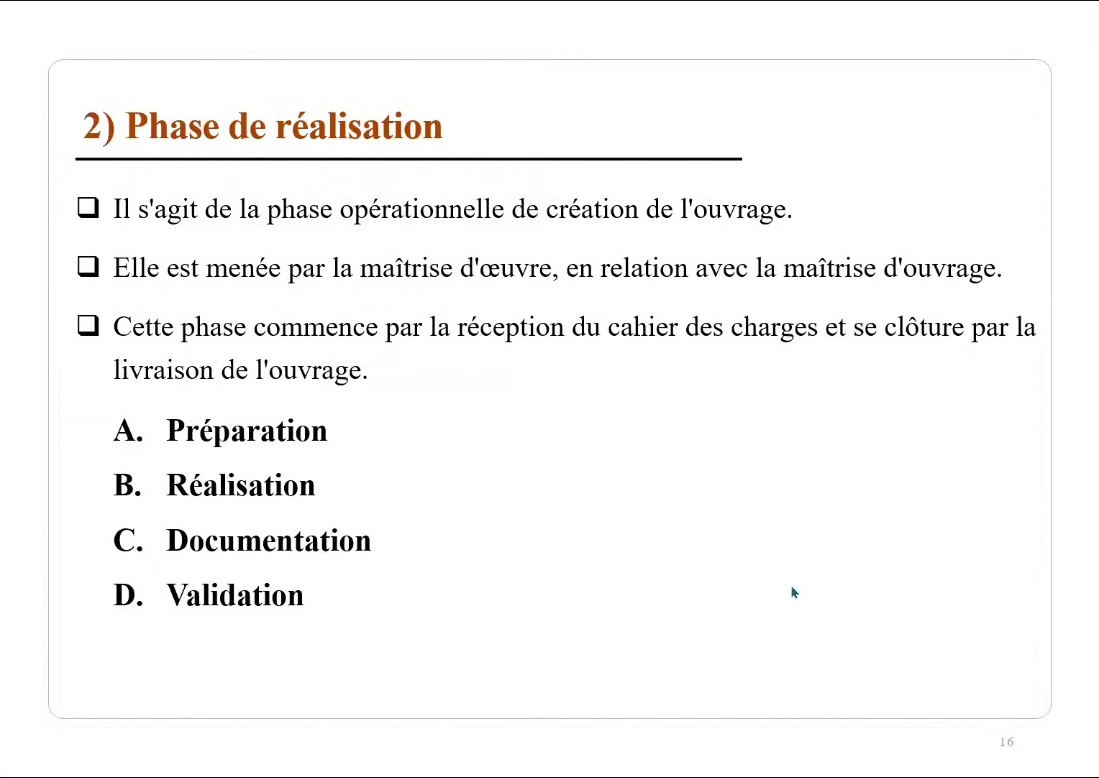 2) Phase de réalisation
Il s'agit de la phase opérationnelle de création de l'ouvrage.
Elle est menée par la maîtrise d'œuvre, en relation avec la maîtrise d'ouvrage.
Cette phase commence par la réception du cahier des charges et se clôture par la
livraison de l'ouvrage.
A. Préparation
B. Réalisation
C. Documentation
D. Validation
16